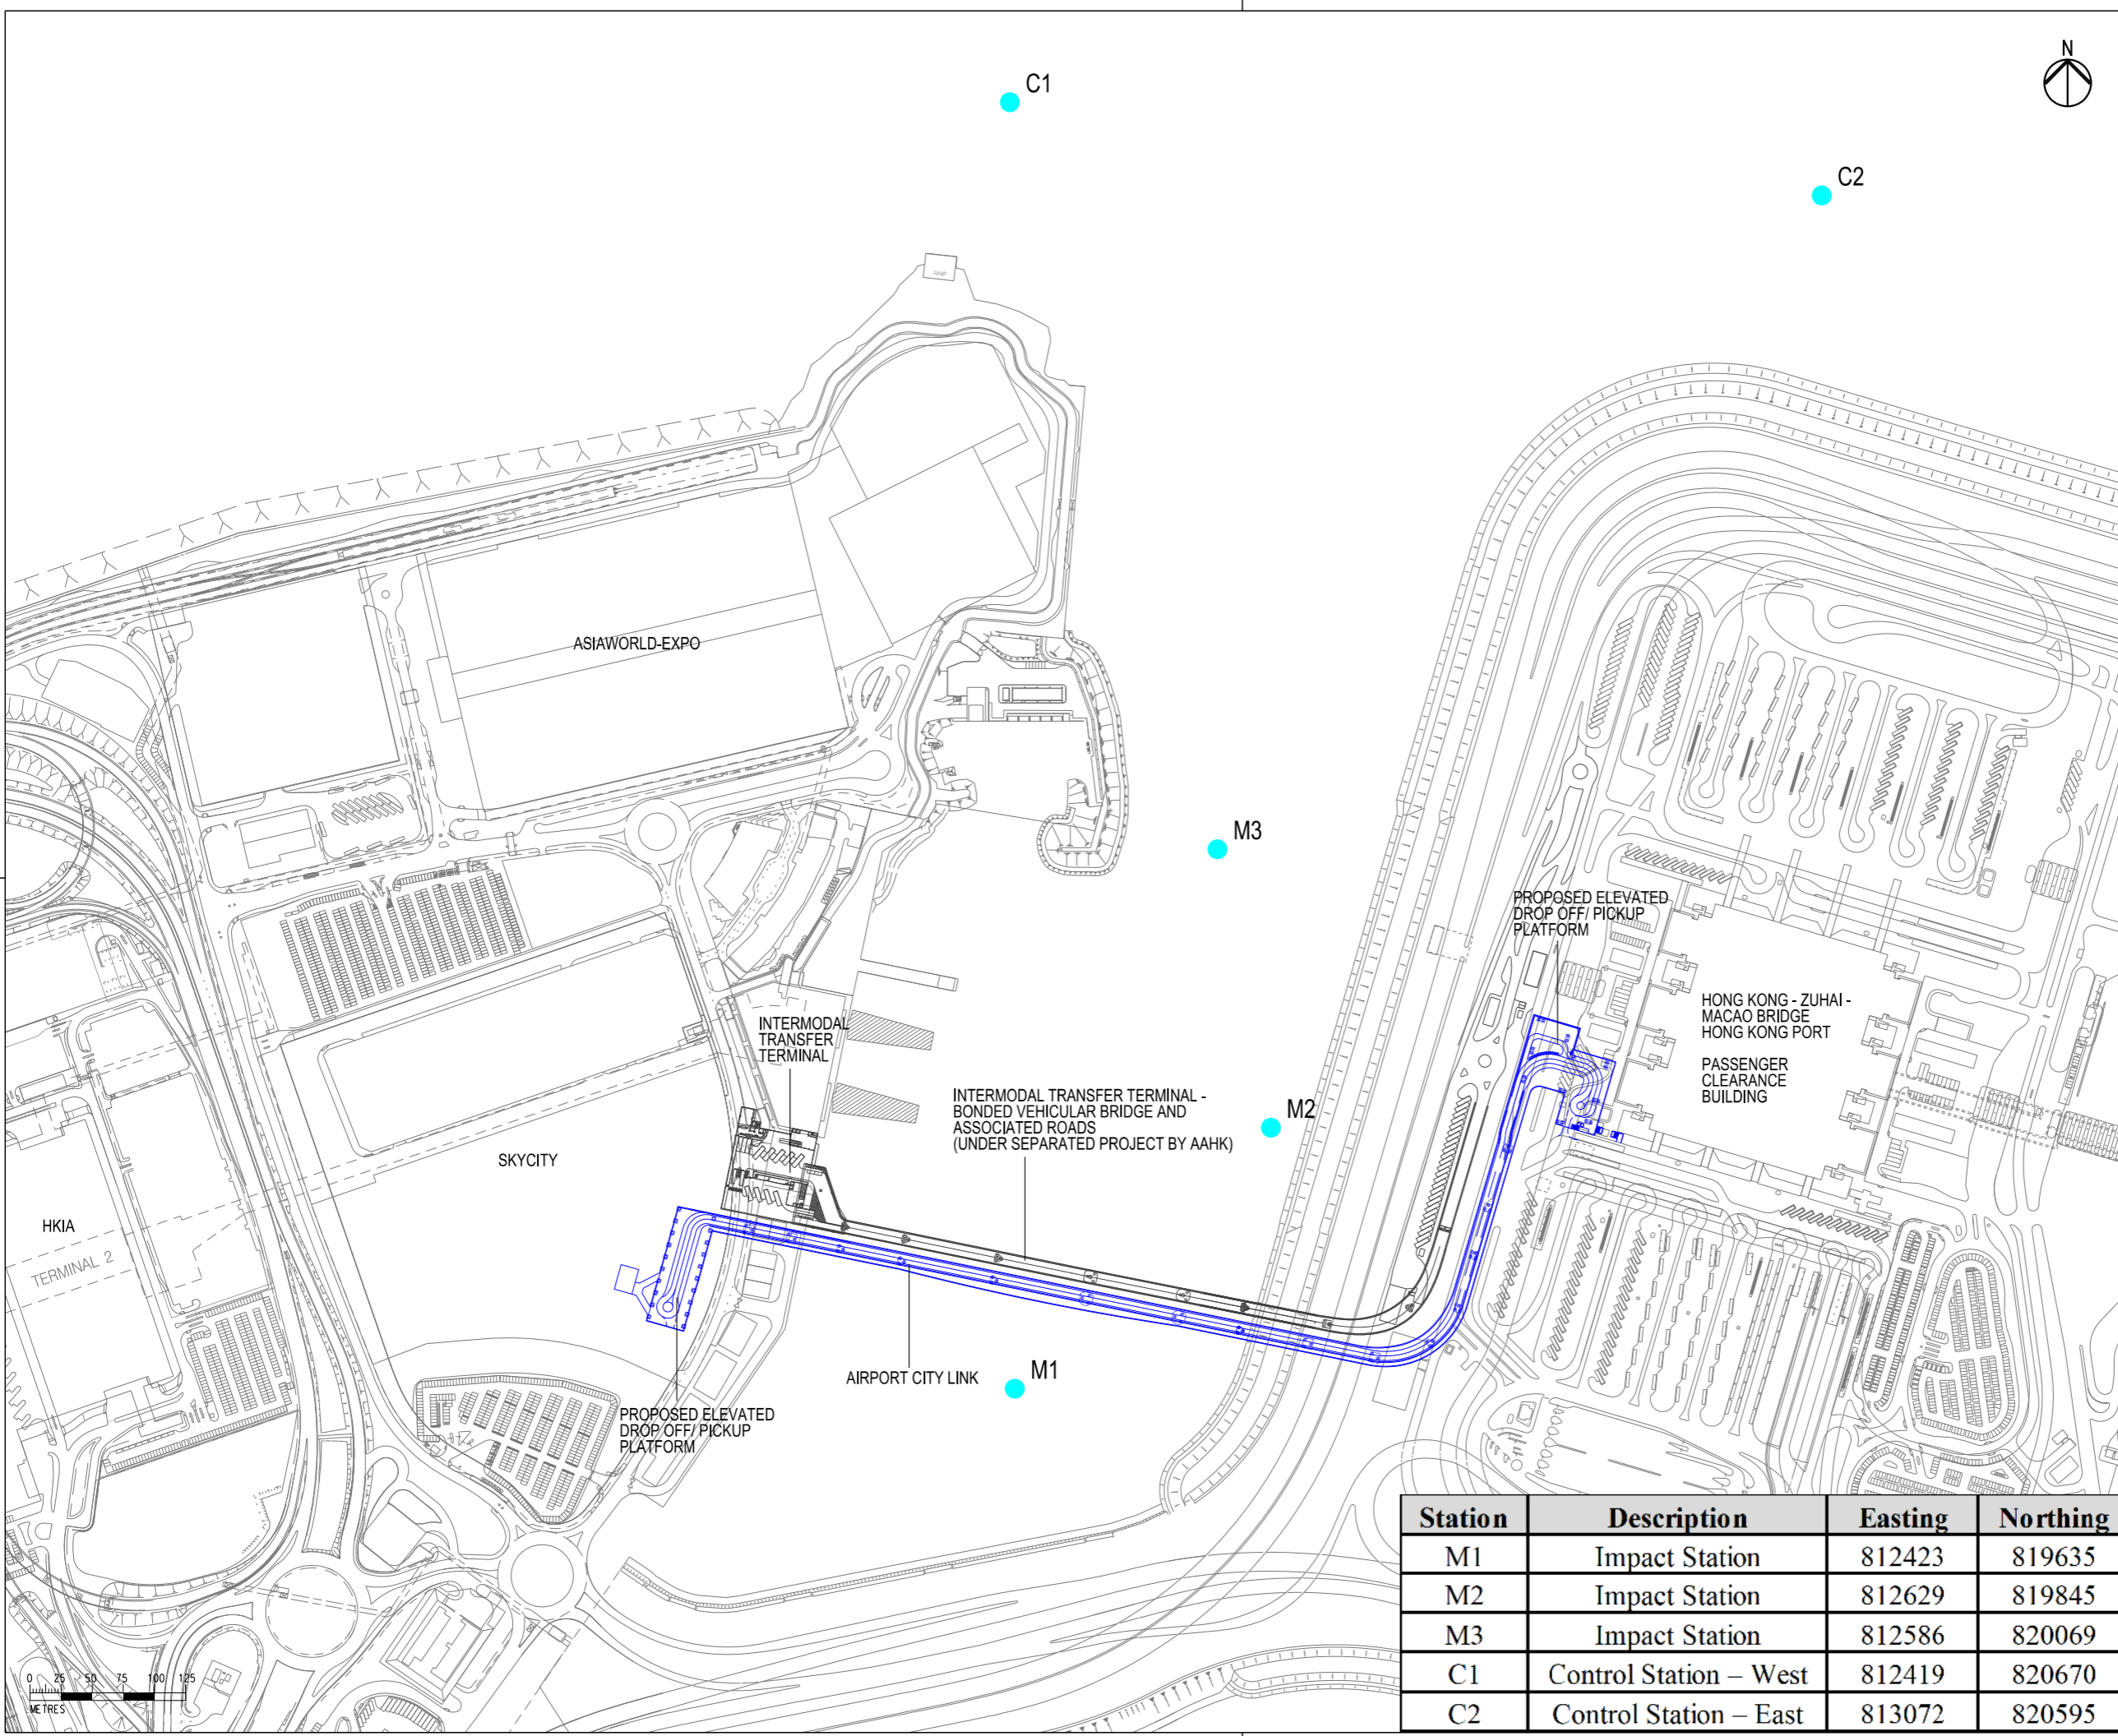 N
C1
C2
ASIAWORLD-EXPO
M3
PROPOSED ELEVATED
DROP OFF/ PICKUP
PLATFORM
HONG KONG - ZUHAI -
MACAO BRIDGE
HONG KONG PORT
PASSENGER
CLEARANCE
BUILDING
INTERMODAL
TRANSFER
TERMINAL
INTERMODAL TRANSFER TERMINAL -
BONDED VEHICULAR BRIDGE AND
ASSOCIATED ROADS
(UNDER SEPARATED PROJECT BY AAHK)
M2
SKYCITY
HKIA
TERMINAL 2
AIRPORT CITY LINK
M1
PROPOSED ELEVATED
DROP OFF/ PICKUP
PLATFORM
Station Description Easting Northing
M1 Impact Station 812423 819635
M2 Impact Station 812629 819845
M3 Impact Station 812586 820069
C1 Control Station – West 812419 820670
C2 Control Station – East 813072 820595
0 25 50 75 100 125
METRES